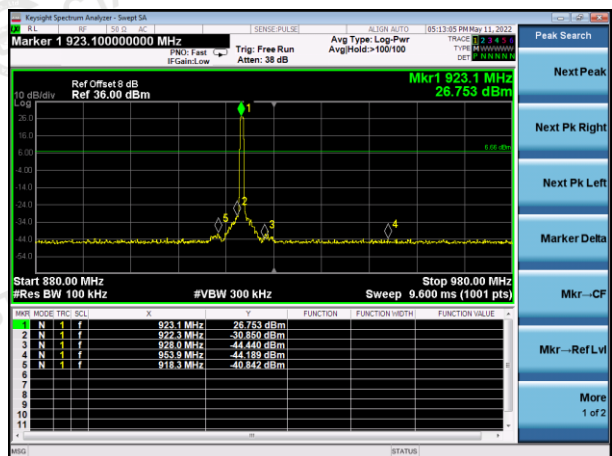 Keysight Spectrum Analyzer - Swept SA
RL RF 50 Ω AC SENSE:PULSE ALIGN AUTO 05:13:05 PM May 11, 2022
Marker 1 923.100000000 MHz
PNO: Fast
IFGain:Low
Trig: Free Run
Atten: 38 dB
Avg Type: Log-Pwr
Avg|Hold:>100/100
TRACE 1 2 3 4 5 6
TYPE M W W W W W
DET P N N N N N
Peak Search
Next Peak
Next Pk Right
Next Pk Left
Marker Delta
Mkr→CF
Mkr→Ref Lvl
More
1 of 2
Mkr1 923.1 MHz
26.753 dBm
Ref Offset 8 dB
10 dB/div Ref 36.00 dBm
Log
26.0
16.0
6.00
-4.00
-14.0
-24.0
-34.0
-44.0
-54.0
6.66 dBm
1
2
3
4
5
Start 880.00 MHz Stop 980.00 MHz
#Res BW 100 kHz #VBW 300 kHz Sweep 9.600 ms (1001 pts)
MKR MODE TRC SCL X Y FUNCTION FUNCTION WIDTH FUNCTION VALUE
1 N 1 f 923.1 MHz 26.753 dBm
2 N 1 f 922.3 MHz -30.850 dBm
3 N 1 f 928.0 MHz -44.440 dBm
4 N 1 f 953.9 MHz -44.189 dBm
5 N 1 f 918.3 MHz -40.842 dBm
6
7
8
9
10
11
MSG STATUS